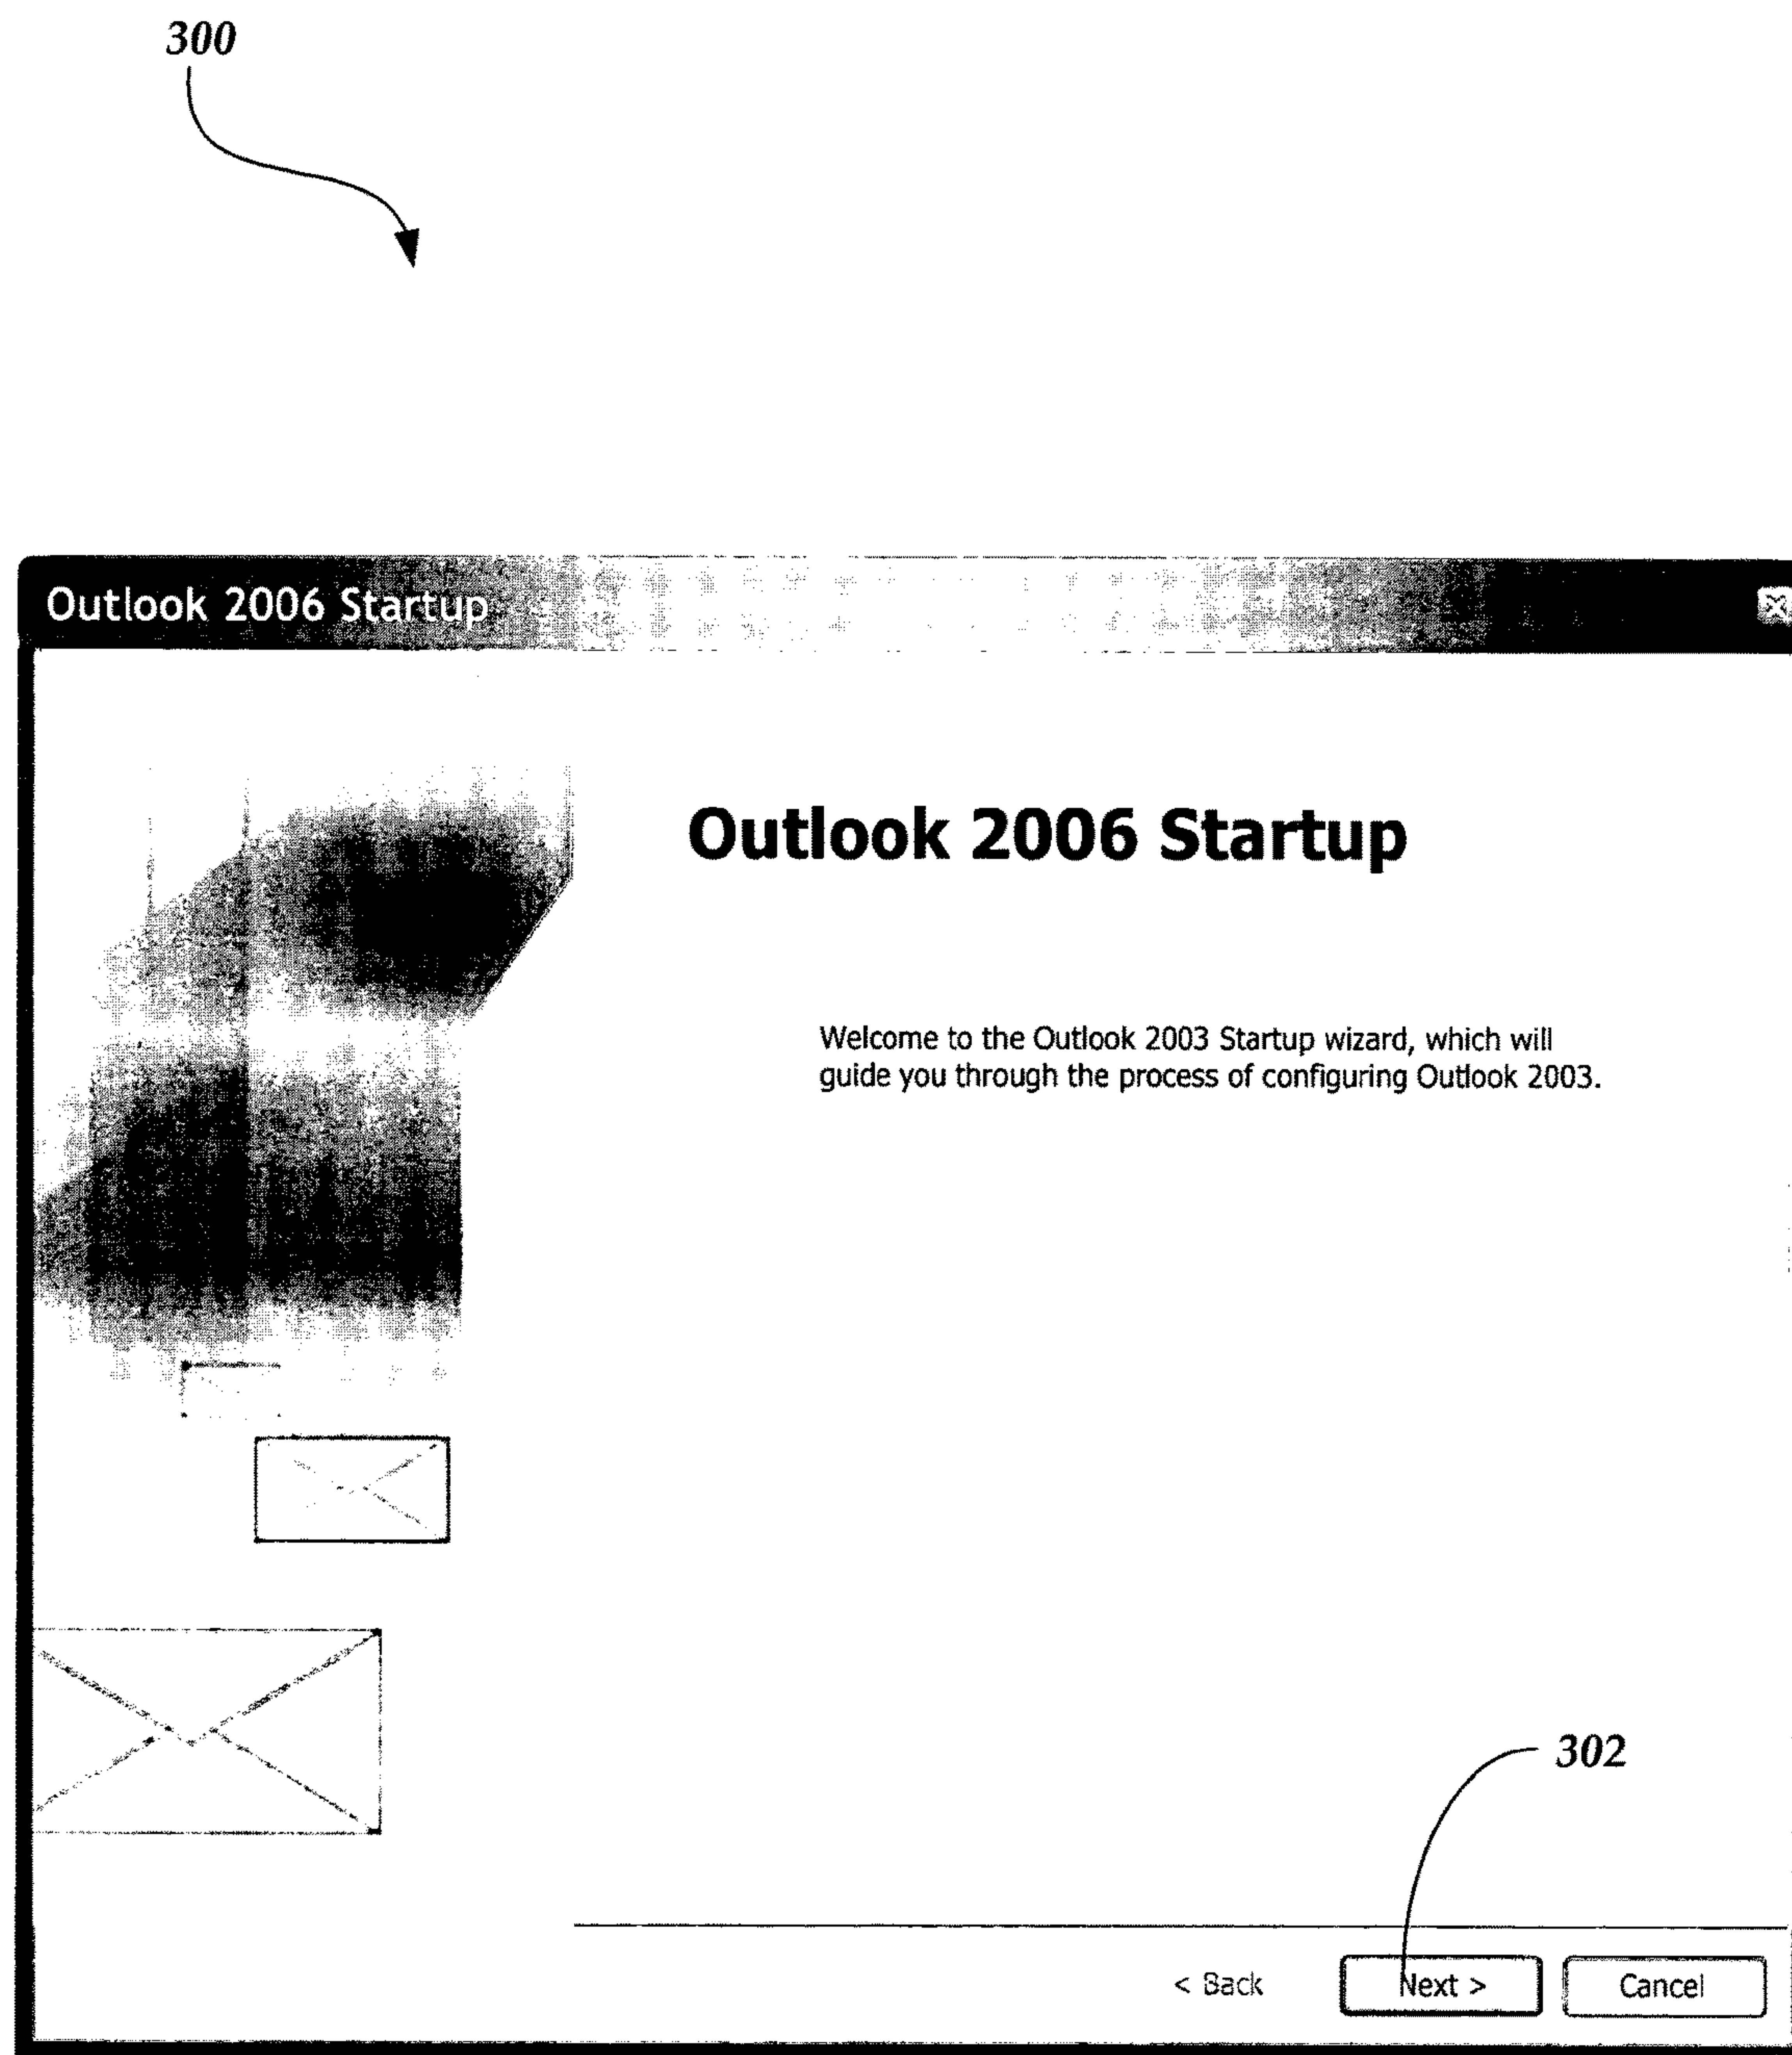 300
Outlook 2006 Startup
Outlook 2006 Startup
Welcome to the Outlook 2003 Startup wizard, which will
guide you through the process of configuring Outlook 2003.
302
< Back Next > Cancel